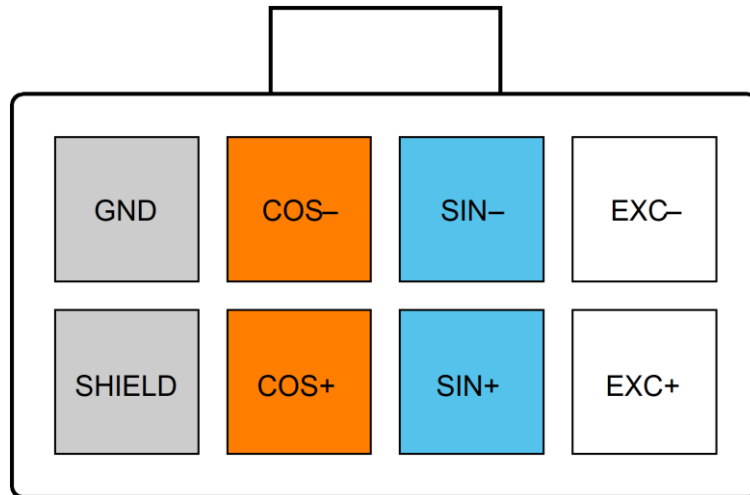 GND COS– SIN– EXC–
SHIELD COS+ SIN+ EXC+